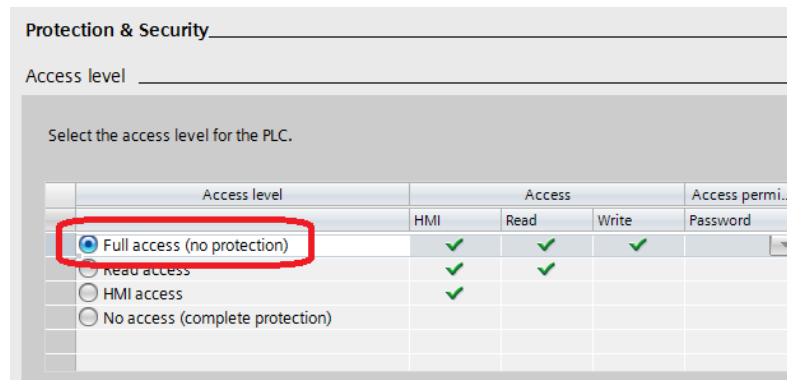 Protection & Security
Access level
Select the access level for the PLC.
Access level Access Access permi..
HMI Read Write Password
Full access (no protection)
Read access
HMI access
No access (complete protection)